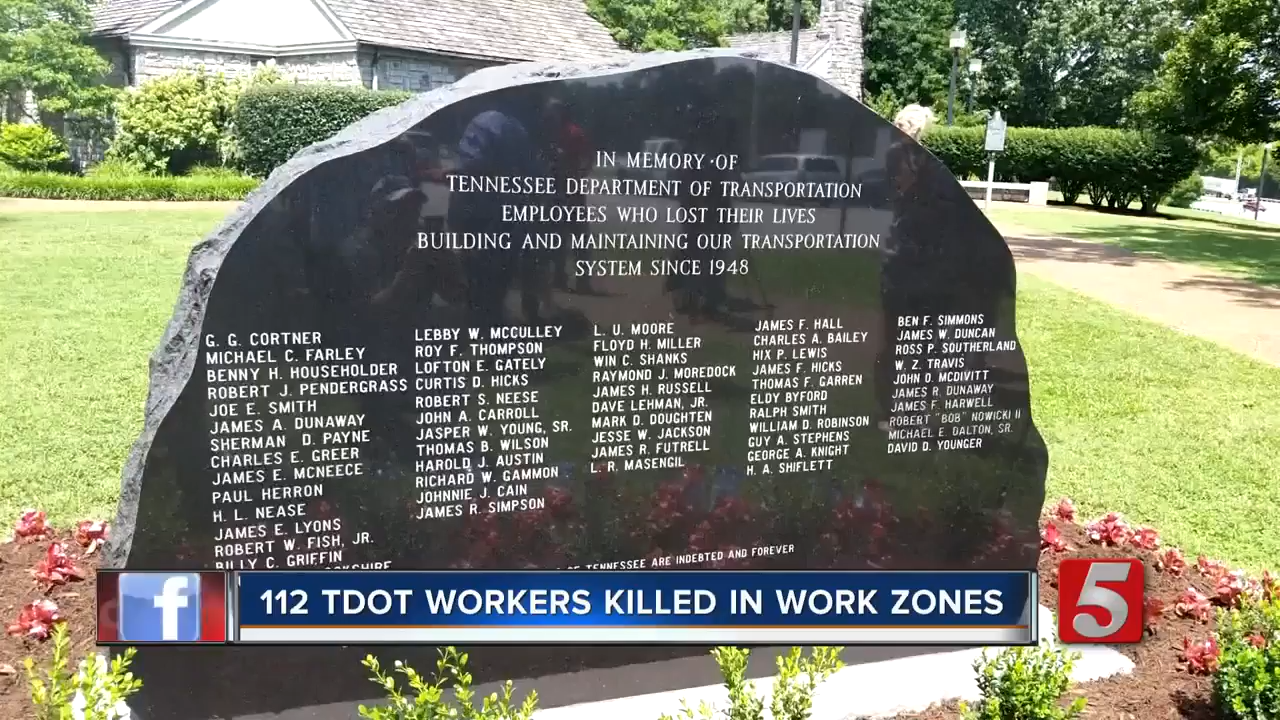 IN MEMORY OF
TENNESSEE DEPARTMENT OF TRANSPORTATION
EMPLOYEES WHO LOST THEIR LIVES
BUILDING AND MAINTAINING OUR TRANSPORTATION
SYSTEM SINCE 1948
G. G. CORTNER
MICHAEL C. FARLEY
BENNY H. HOUSEHOLDER
ROBERT J. PENDERGRASS
JOE E. SMITH
JAMES A. DUNAWAY
SHERMAN D. PAYNE
CHARLES E. GREER
JAMES E. MCNEECE
PAUL HERRON
H. L. NEASE
JAMES E. LYONS
ROBERT W. FISH, JR.
BILLY C. GRIFFIN
LEBBY W. MCCULLEY
ROY F. THOMPSON
LOFTON E. GATELY
CURTIS D. HICKS
ROBERT S. NEESE
JOHN A. CARROLL
JASPER W. YOUNG, SR.
THOMAS B. WILSON
HAROLD J. AUSTIN
RICHARD W. GAMMON
JOHNNIE J. CAIN
JAMES R. SIMPSON
L. U. MOORE
FLOYD H. MILLER
WIN C. SHANKS
RAYMOND J. MOREDOCK
JAMES H. RUSSELL
DAVE LEHMAN, JR.
MARK D. DOUGHTEN
JESSE W. JACKSON
JAMES R. FUTRELL
L. R. MASENGIL
JAMES F. HALL
CHARLES A. BAILEY
HIX P. LEWIS
JAMES F. HICKS
THOMAS F. GARREN
ELDY BYFORD
RALPH SMITH
WILLIAM D. ROBINSON
GUY A. STEPHENS
GEORGE A. KNIGHT
H. A. SHIFLETT
BEN F. SIMMONS
JAMES W. DUNCAN
ROSS P. SOUTHERLAND
W. Z. TRAVIS
JOHN O. MCDIVITT
JAMES R. DUNAWAY
JAMES F. HARWELL
ROBERT "BOB" NOWICKI II
MICHAEL E. DALTON, SR.
DAVID D. YOUNGER
OF TENNESSEE ARE INDEBTED AND FOREVER
f 112 TDOT WORKERS KILLED IN WORK ZONES 5